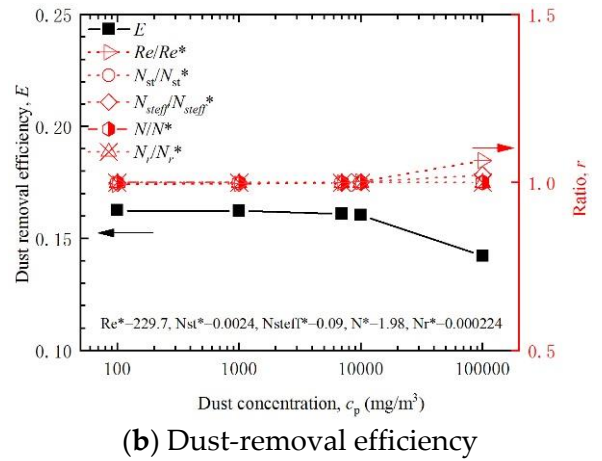 0.25
0.20
0.15
0.10
Dust removal efficiency, E
E
Re/Re*
Nst/Nst*
Nsteff/Nsteff*
N/N*
Nr/Nr*
1.5
1.0
0.5
Ratio, r
Re*−229.7, Nst*−0.0024, Nsteff*−0.09, N*−1.98, Nr*−0.000224
100 1000 10000 100000
Dust concentration, cp (mg/m³)
(b) Dust-removal efficiency